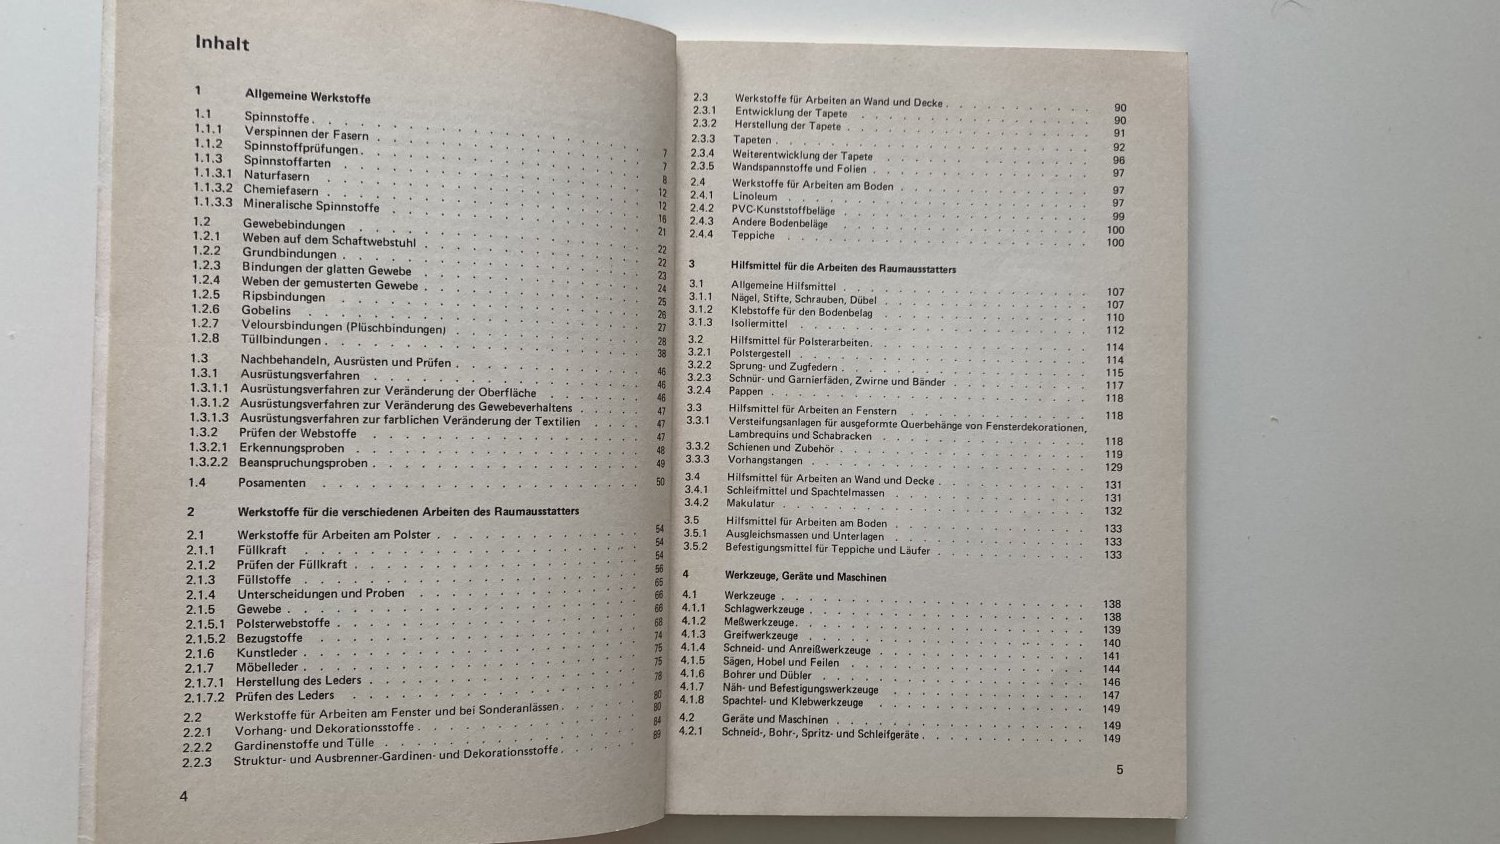 Inhalt
1 Allgemeine Werkstoffe
1.1 Spinnstoffe . . . 7
1.1.1 Verspinnen der Fasern . . . 7
1.1.2 Spinnstoffprüfungen . . . 8
1.1.3 Spinnstoffarten . . . 12
1.1.3.1 Naturfasern . . . 12
1.1.3.2 Chemiefasern . . . 16
1.1.3.3 Mineralische Spinnstoffe . . . 21
1.2 Gewebebindungen . . . 22
1.2.1 Weben auf dem Schaftwebstuhl . . . 22
1.2.2 Grundbindungen . . . 23
1.2.3 Bindungen der glatten Gewebe . . . 24
1.2.4 Weben der gemusterten Gewebe . . . 25
1.2.5 Ripsbindungen . . . 26
1.2.6 Gobelins . . . 27
1.2.7 Veloursbindungen (Plüschbindungen) . . . 28
1.2.8 Tüllbindungen . . . 38
1.3 Nachbehandeln, Ausrüsten und Prüfen . . . 46
1.3.1 Ausrüstungsverfahren . . . 46
1.3.1.1 Ausrüstungsverfahren zur Veränderung der Oberfläche . . . 46
1.3.1.2 Ausrüstungsverfahren zur Veränderung des Gewebeverhaltens . . . 47
1.3.1.3 Ausrüstungsverfahren zur farblichen Veränderung der Textilien . . . 47
1.3.2 Prüfen der Webstoffe . . . 47
1.3.2.1 Erkennungsproben . . . 48
1.3.2.2 Beanspruchungsproben . . . 49
1.4 Posamenten . . . 50
2 Werkstoffe für die verschiedenen Arbeiten des Raumausstatters
2.1 Werkstoffe für Arbeiten am Polster . . . 54
2.1.1 Füllkraft . . . 54
2.1.2 Prüfen der Füllkraft . . . 54
2.1.3 Füllstoffe . . . 56
2.1.4 Unterscheidungen und Proben . . . 65
2.1.5 Gewebe . . . 66
2.1.5.1 Polsterwebstoffe . . . 66
2.1.5.2 Bezugstoffe . . . 68
2.1.6 Kunstleder . . . 74
2.1.7 Möbelleder . . . 75
2.1.7.1 Herstellung des Leders . . . 75
2.1.7.2 Prüfen des Leders . . . 78
2.2 Werkstoffe für Arbeiten am Fenster und bei Sonderanlässen . . . 80
2.2.1 Vorhang- und Dekorationsstoffe . . . 80
2.2.2 Gardinenstoffe und Tülle . . . 84
2.2.3 Struktur- und Ausbrenner-Gardinen- und Dekorationsstoffe . . . 89
4
2.3 Werkstoffe für Arbeiten an Wand und Decke . . . 90
2.3.1 Entwicklung der Tapete . . . 90
2.3.2 Herstellung der Tapete . . . 91
2.3.3 Tapeten . . . 92
2.3.4 Weiterentwicklung der Tapete . . . 96
2.3.5 Wandspannstoffe und Folien . . . 97
2.4 Werkstoffe für Arbeiten am Boden . . . 97
2.4.1 Linoleum . . . 97
2.4.2 PVC-Kunststoffbeläge . . . 99
2.4.3 Andere Bodenbeläge . . . 100
2.4.4 Teppiche . . . 100
3 Hilfsmittel für die Arbeiten des Raumausstatters
3.1 Allgemeine Hilfsmittel . . . 107
3.1.1 Nägel, Stifte, Schrauben, Dübel . . . 107
3.1.2 Klebstoffe für den Bodenbelag . . . 110
3.1.3 Isoliermittel . . . 112
3.2 Hilfsmittel für Polsterarbeiten . . . 114
3.2.1 Polstergestell . . . 114
3.2.2 Sprung- und Zugfedern . . . 115
3.2.3 Schnür- und Garnierfäden, Zwirne und Bänder . . . 117
3.2.4 Pappen . . . 118
3.3 Hilfsmittel für Arbeiten an Fenstern . . . 118
3.3.1 Versteifungsanlagen für ausgeformte Querbehänge von Fensterdekorationen,
Lambrequins und Schabracken . . . 118
3.3.2 Schienen und Zubehör . . . 119
3.3.3 Vorhangstangen . . . 129
3.4 Hilfsmittel für Arbeiten an Wand und Decke . . . 131
3.4.1 Schleifmittel und Spachtelmassen . . . 131
3.4.2 Makulatur . . . 132
3.5 Hilfsmittel für Arbeiten am Boden . . . 133
3.5.1 Ausgleichsmassen und Unterlagen . . . 133
3.5.2 Befestigungsmittel für Teppiche und Läufer . . . 133
4 Werkzeuge, Geräte und Maschinen
4.1 Werkzeuge . . . 138
4.1.1 Schlagwerkzeuge . . . 138
4.1.2 Meßwerkzeuge . . . 139
4.1.3 Greifwerkzeuge . . . 140
4.1.4 Schneid- und Anreißwerkzeuge . . . 141
4.1.5 Sägen, Hobel und Feilen . . . 144
4.1.6 Bohrer und Dübler . . . 146
4.1.7 Näh- und Befestigungswerkzeuge . . . 147
4.1.8 Spachtel- und Klebwerkzeuge . . . 149
4.2 Geräte und Maschinen . . . 149
4.2.1 Schneid-, Bohr-, Spritz- und Schleifgeräte . . . 149
5